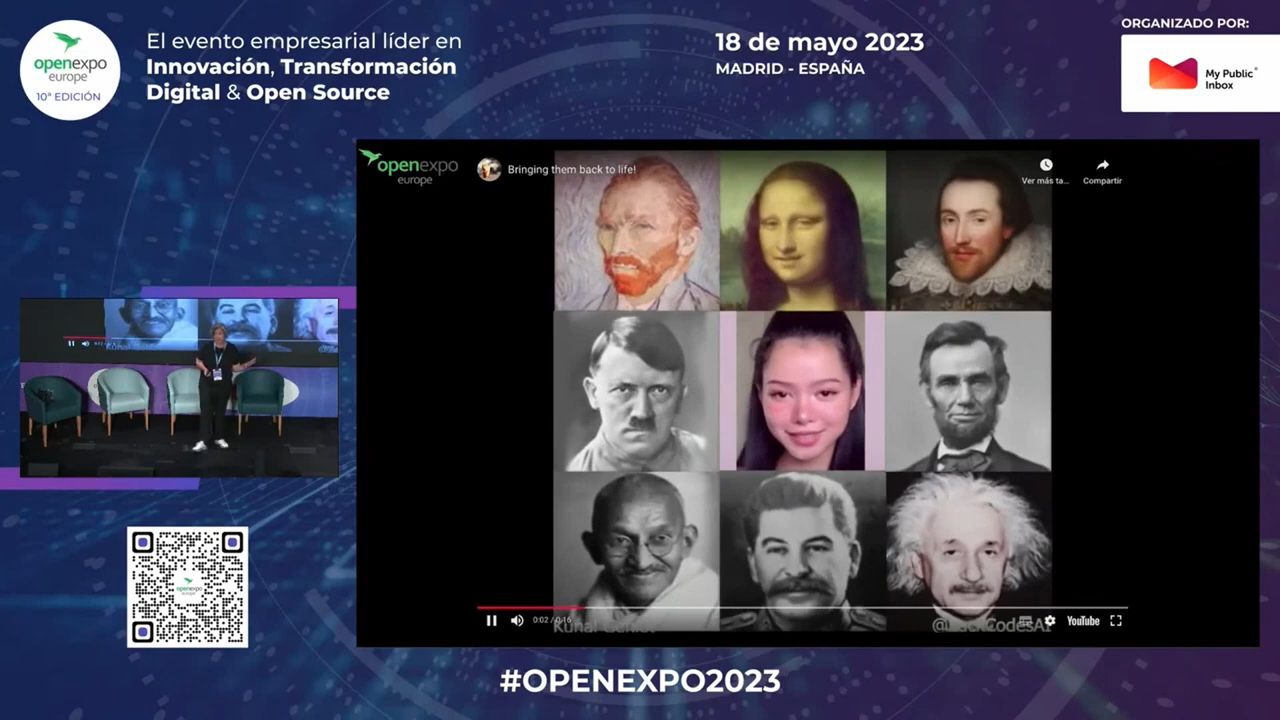 openexpo
europe
10ª EDICIÓN
El evento empresarial líder en
Innovación, Transformación
Digital & Open Source
18 de mayo 2023
MADRID - ESPAÑA
ORGANIZADO POR:
My Public
Inbox
openexpo
europe
Bringing them back to life!
Ver más ta...
Compartir
0:02 / 0:16
YouTube
#OPENEXPO2023